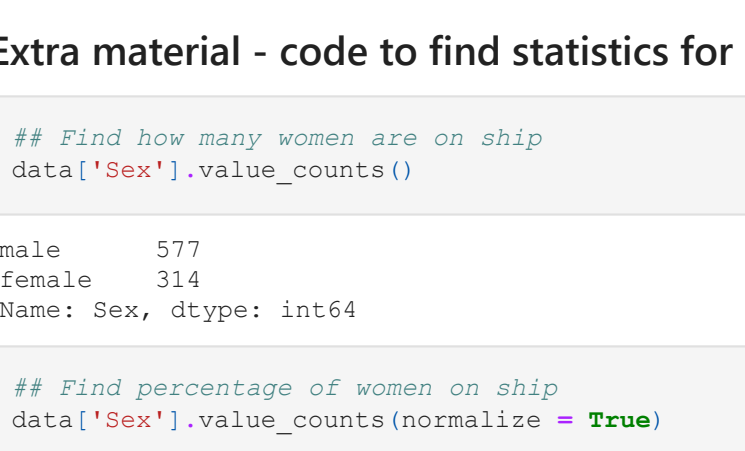 Extra material - code to find statistics for
## Find how many women are on ship
data['Sex'].value_counts()
male 577
female 314
Name: Sex, dtype: int64
## Find percentage of women on ship
data['Sex'].value_counts(normalize = True)